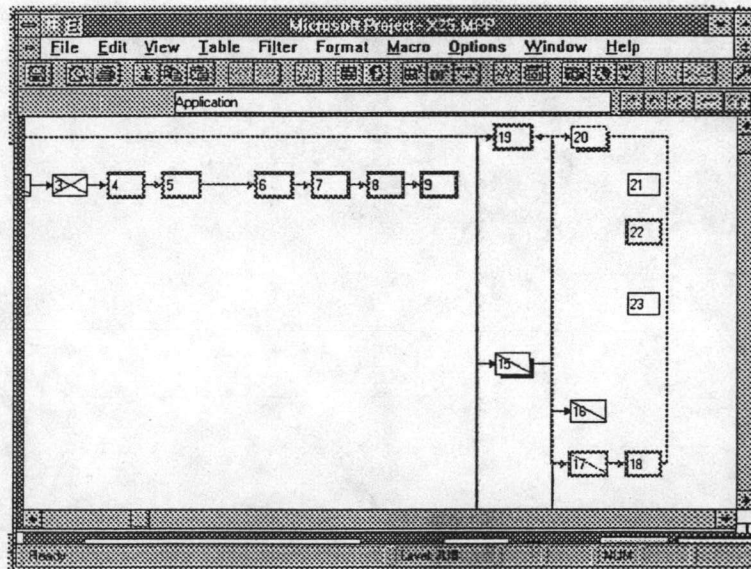 Microsoft Project - X25.MPP
File Edit View Table Filter Format Macro Options Window Help
Application
19 20
3 4 5 6 7 8 9 21
22
23
15
16
17 18
Ready NUM